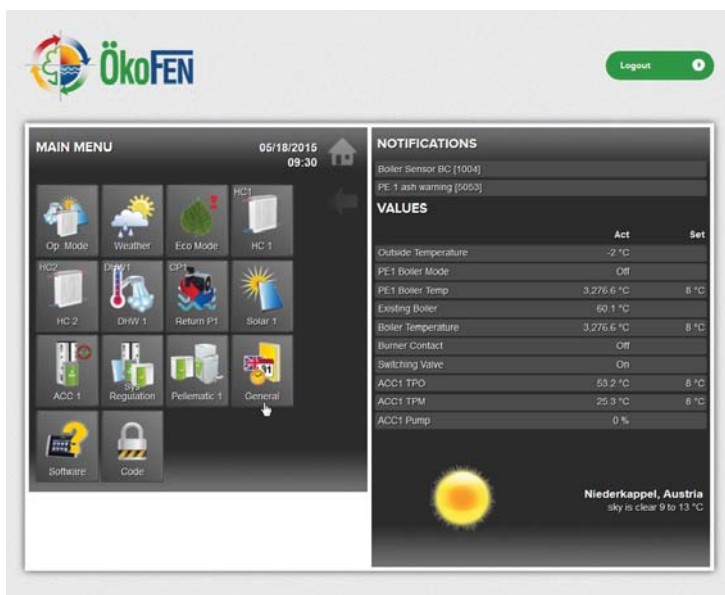 ÖkoFEN
Logout
MAIN MENU
05/18/2015
09:30
Op. Mode
Weather
Eco Mode
HC1
HC 1
HC2
HC 2
DHW1
DHW 1
CP1
Return P1
Solar 1
ACC 1
Sys
Regulation
Pellematic 1
31
General
Software
Code
NOTIFICATIONS
Boiler Sensor BC [1004]
PE 1 ash warning [5053]
VALUES
Act Set
Outside Temperature -2 °C
PE1 Boiler Mode Off
PE1 Boiler Temp 3,276.6 °C 8 °C
Existing Boiler 60.1 °C
Boiler Temperature 3,276.6 °C 8 °C
Burner Contact Off
Switching Valve On
ACC1 TPO 53.2 °C 8 °C
ACC1 TPM 25.3 °C 8 °C
ACC1 Pump 0 %
Niederkappel, Austria
sky is clear 9 to 13 °C